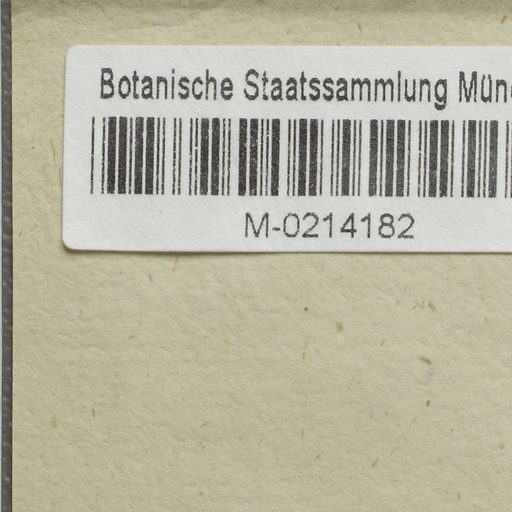 Botanische Staatssammlung Mün
M-0214182